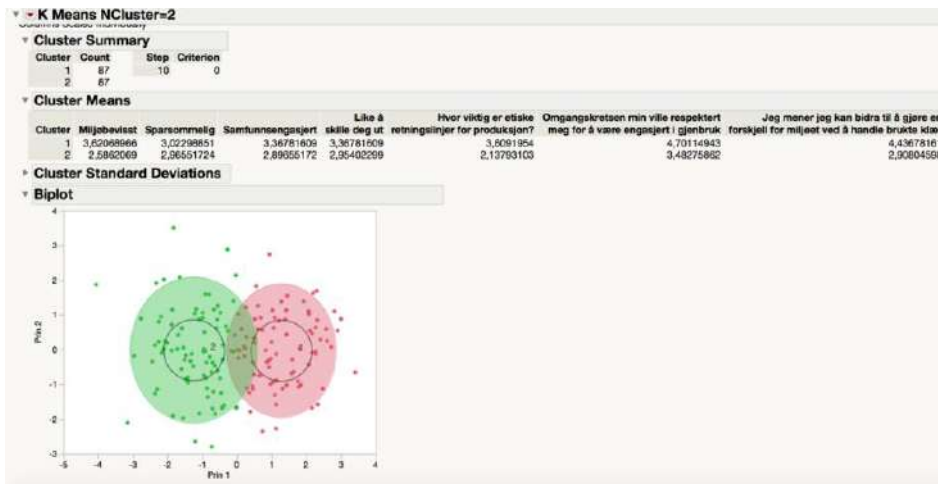 K Means NCluster=2
Columns Scaled Individually
Cluster Summary
Cluster Count Step Criterion
1 87 10 0
2 87
Cluster Means
Like å Hvor viktig er etiske Omgangskretsen min ville respektert Jeg mener jeg kan bidra til å gjøre en
Cluster Miljøbevisst Sparsommelig Samfunnsengasjert skille deg ut retningslinjer for produksjon? meg for å være engasjert i gjenbruk forskjell for miljøet ved å handle brukte klæ
1 3,62068966 3,02298851 3,36781609 3,36781609 3,6091954 4,70114943 4,4367816
2 2,5862069 2,96551724 2,89655172 2,95402299 2,13793103 3,48275862 2,9080459
Cluster Standard Deviations
Biplot
4
3
2
1
0
-1
-2
-3
Prin 2
-5 -4 -3 -2 -1 0 1 2 3 4
Prin 1
2